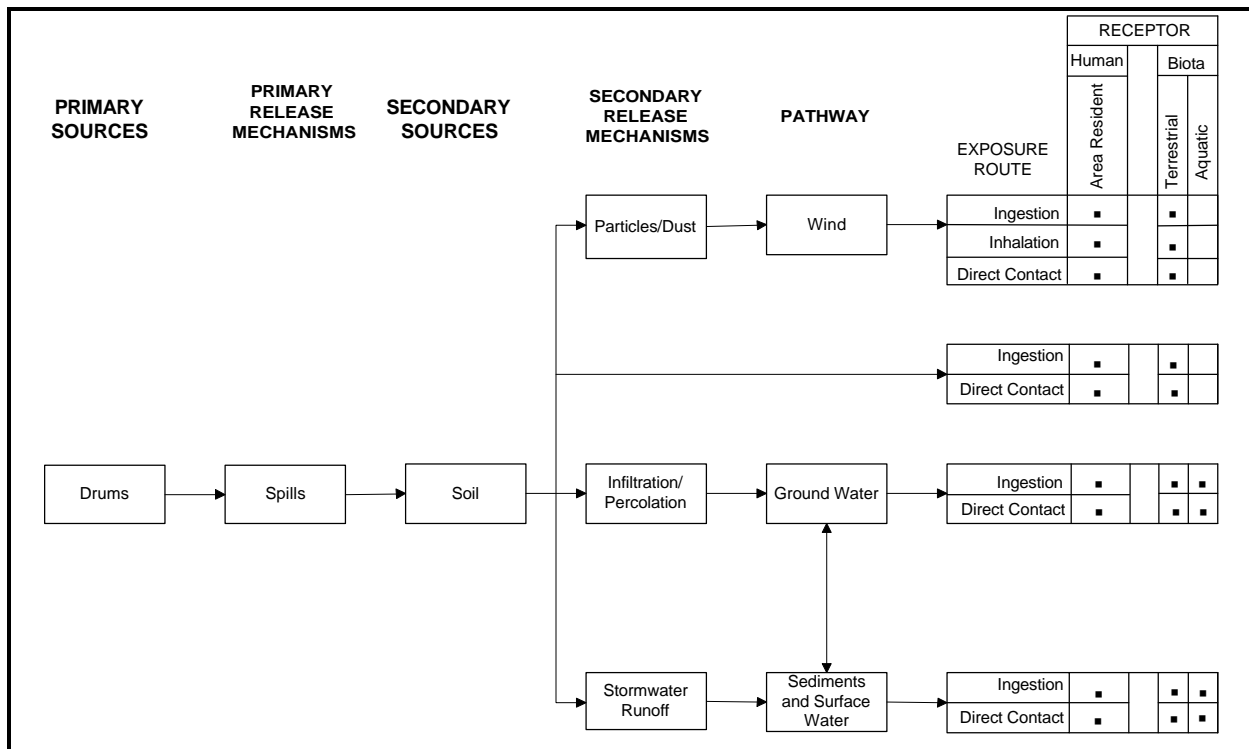 RECEPTOR
Human
Biota
PRIMARY
SOURCES
PRIMARY
RELEASE
MECHANISMS
SECONDARY
SOURCES
SECONDARY
RELEASE
MECHANISMS
PATHWAY
EXPOSURE
ROUTE
Area Resident
Terrestrial
Aquatic
Particles/Dust
Wind
Ingestion
Inhalation
Direct Contact
Ingestion
Direct Contact
Drums
Spills
Soil
Infiltration/
Percolation
Ground Water
Ingestion
Direct Contact
Stormwater
Runoff
Sediments
and Surface
Water
Ingestion
Direct Contact